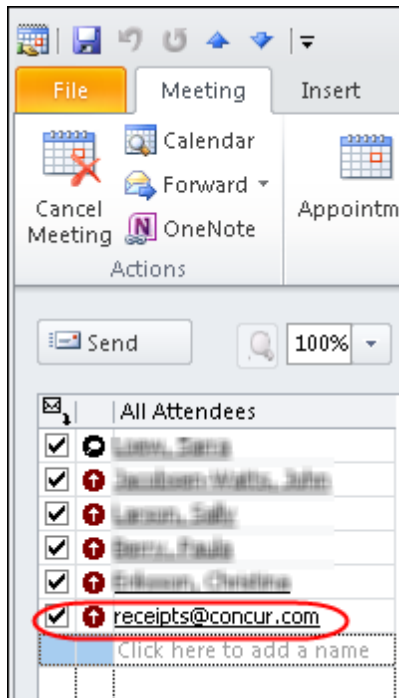 File Meeting Insert
Calendar
Forward
Cancel
Meeting
OneNote
Appointm
Actions
Send
100%
All Attendees
receipts@concur.com
Click here to add a name